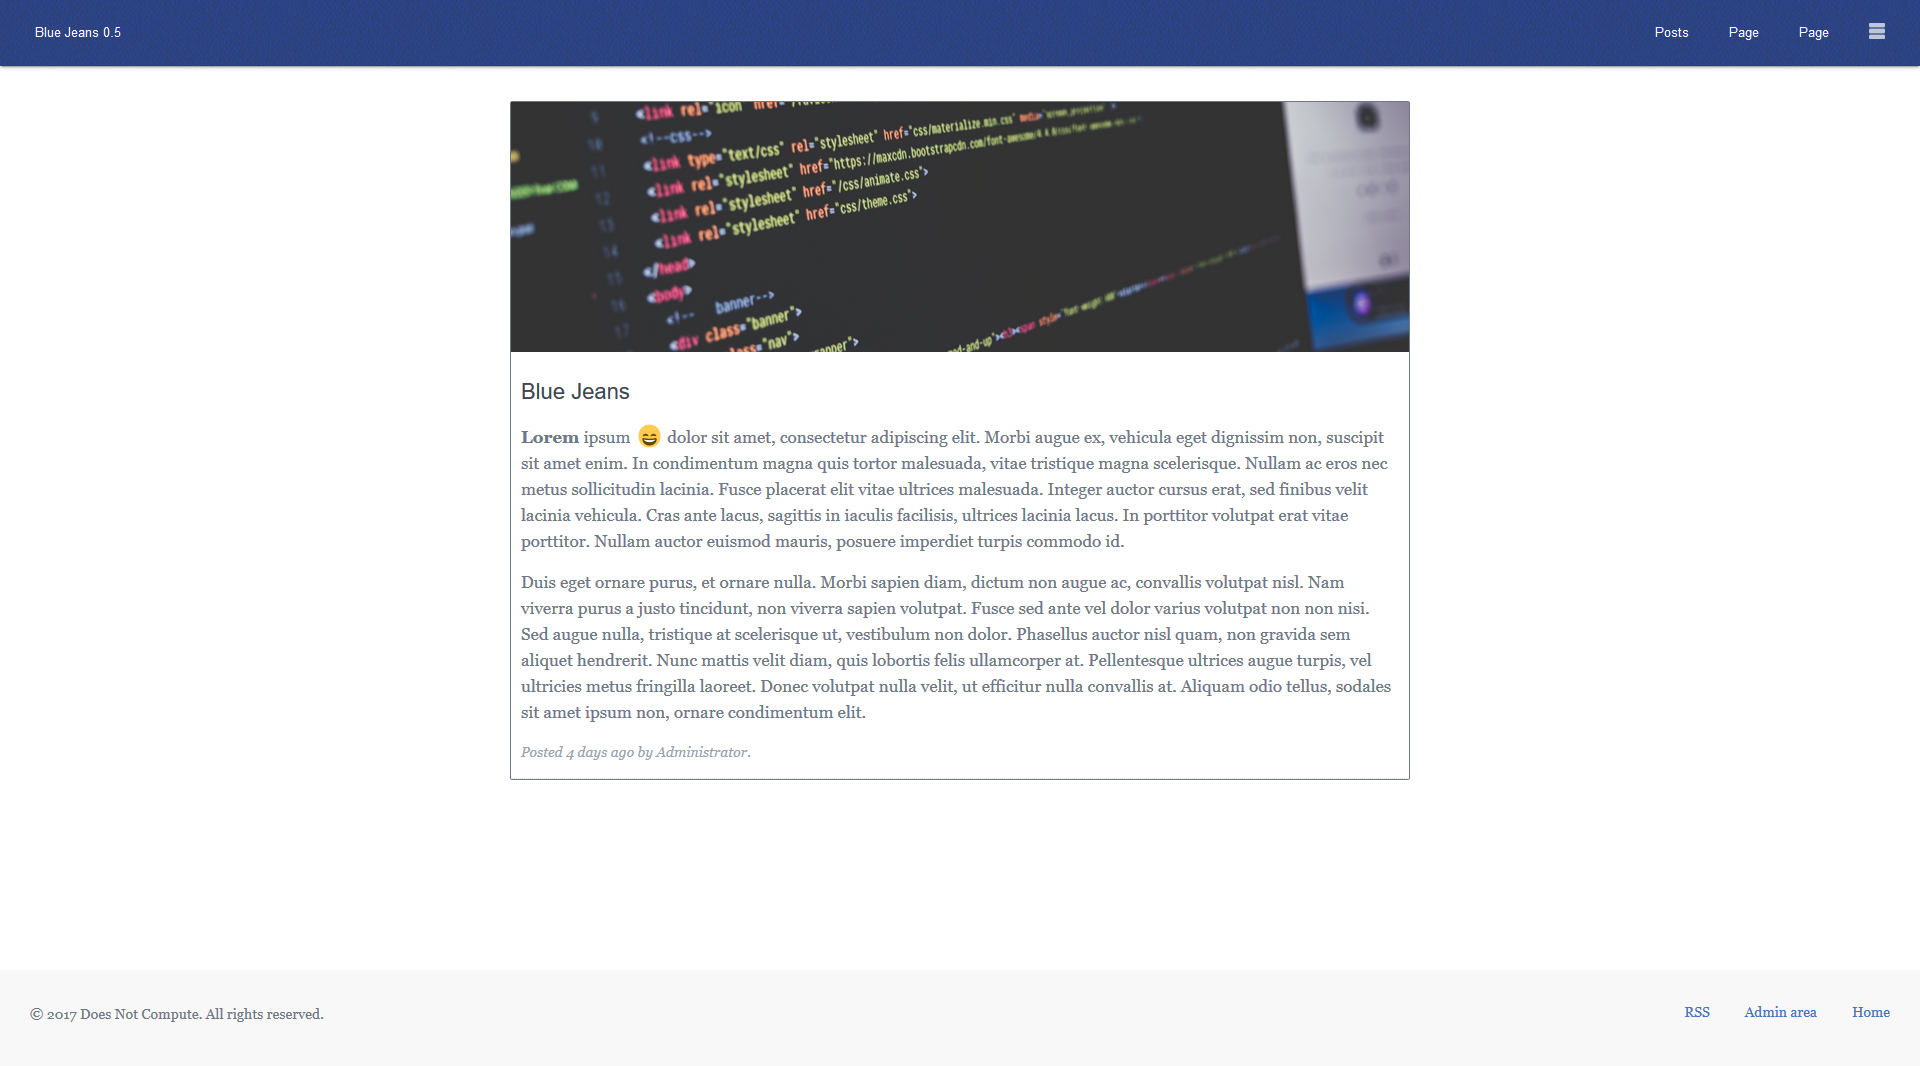 Blue Jeans 0.5
Posts
Page
Page
9
<link rel="icon" href="/
10
<!--css-->
11
<link type="text/css" rel="stylesheet" href="css/materialize.min.css"
12
<link rel="stylesheet" href="https://maxcdn.bootstrapcdn.com/font-awesome/
13
<link rel="stylesheet" href="/css/animate.css">
14
<link rel="stylesheet" href="css/theme.css">
15
</head>
16
<body>
17
<!-- banner-->
<div class="banner">
class="nav">
Blue Jeans
Lorem ipsum 😄 dolor sit amet, consectetur adipiscing elit. Morbi augue ex, vehicula eget dignissim non, suscipit
sit amet enim. In condimentum magna quis tortor malesuada, vitae tristique magna scelerisque. Nullam ac eros nec
metus sollicitudin lacinia. Fusce placerat elit vitae ultrices malesuada. Integer auctor cursus erat, sed finibus velit
lacinia vehicula. Cras ante lacus, sagittis in iaculis facilisis, ultrices lacinia lacus. In porttitor volutpat erat vitae
porttitor. Nullam auctor euismod mauris, posuere imperdiet turpis commodo id.
Duis eget ornare purus, et ornare nulla. Morbi sapien diam, dictum non augue ac, convallis volutpat nisl. Nam
viverra purus a justo tincidunt, non viverra sapien volutpat. Fusce sed ante vel dolor varius volutpat non non nisi.
Sed augue nulla, tristique at scelerisque ut, vestibulum non dolor. Phasellus auctor nisl quam, non gravida sem
aliquet hendrerit. Nunc mattis velit diam, quis lobortis felis ullamcorper at. Pellentesque ultrices augue turpis, vel
ultricies metus fringilla laoreet. Donec volutpat nulla velit, ut efficitur nulla convallis at. Aliquam odio tellus, sodales
sit amet ipsum non, ornare condimentum elit.
Posted 4 days ago by Administrator.
© 2017 Does Not Compute. All rights reserved.
RSS
Admin area
Home